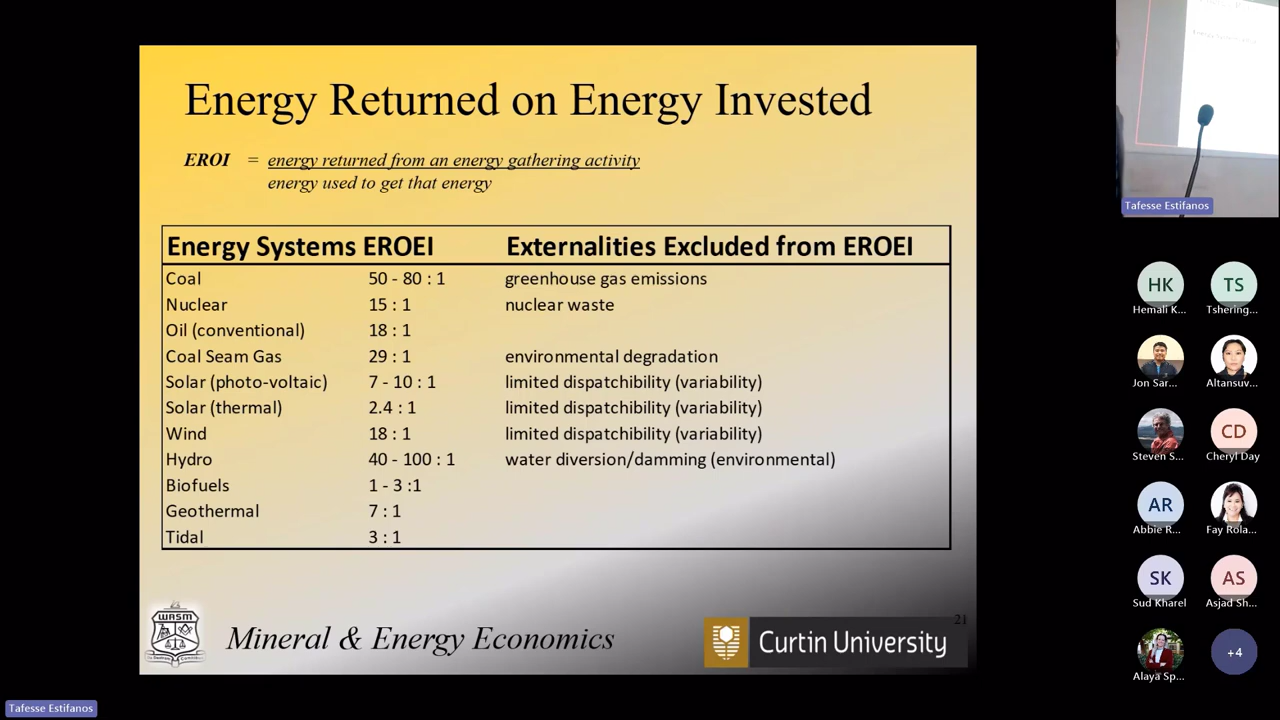 Energy Returned on Energy Invested
EROI = energy returned from an energy gathering activity
energy used to get that energy
Energy Systems EROEI Externalities Excluded from EROEI
Coal 50 - 80 : 1 greenhouse gas emissions
Nuclear 15 : 1 nuclear waste
Oil (conventional) 18 : 1
Coal Seam Gas 29 : 1 environmental degradation
Solar (photo-voltaic) 7 - 10 : 1 limited dispatchibility (variability)
Solar (thermal) 2.4 : 1 limited dispatchibility (variability)
Wind 18 : 1 limited dispatchibility (variability)
Hydro 40 - 100 : 1 water diversion/damming (environmental)
Biofuels 1 - 3 :1
Geothermal 7 : 1
Tidal 3 : 1
21
WASM
Mineral & Energy Economics
Curtin University
Tafesse Estifanos
Tafesse Estifanos
HK TS
Hemali K... Tshering...
Jon Sar... Altansuv...
CD
Steven S... Cheryl Day
AR
Abbie R... Fay Rola...
SK AS
Sud Kharel Asjad Sh...
+4
Alaya Sp...